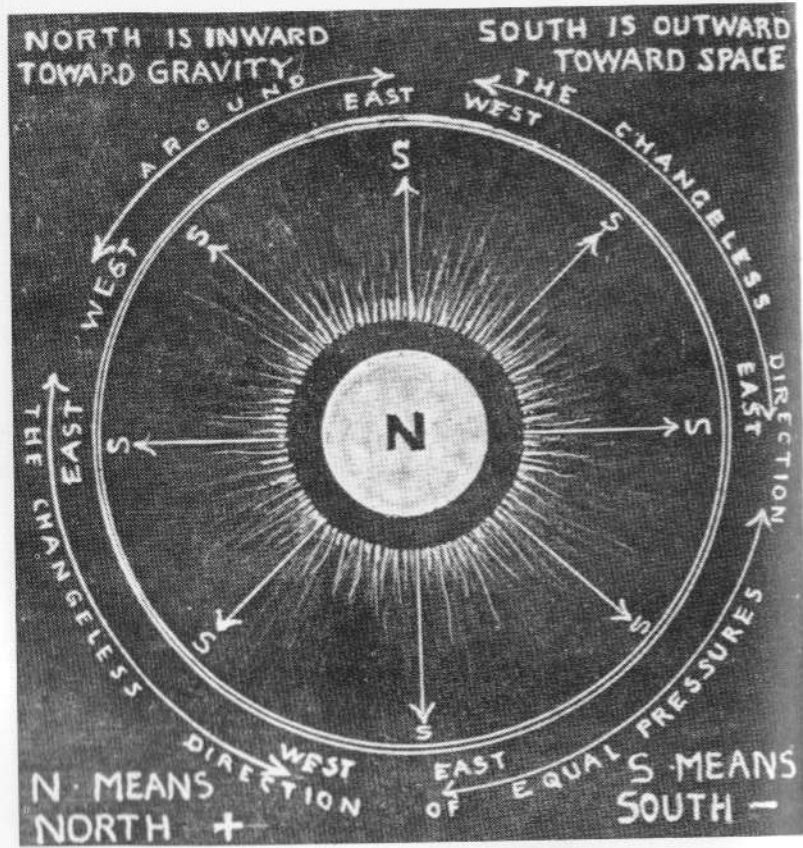 NORTH IS INWARD
TOWARD GRAVITY
SOUTH IS OUTWARD
TOWARD SPACE
AROUND
THE CHANGELESS DIRECTION
EAST
WEST
WEST
EAST
S
S
S
S
N
S
S
S
S
EAST
THE CHANGELESS DIRECTION OF EQUAL PRESSURES
WEST
EAST
N · MEANS
NORTH +
S · MEANS
SOUTH −